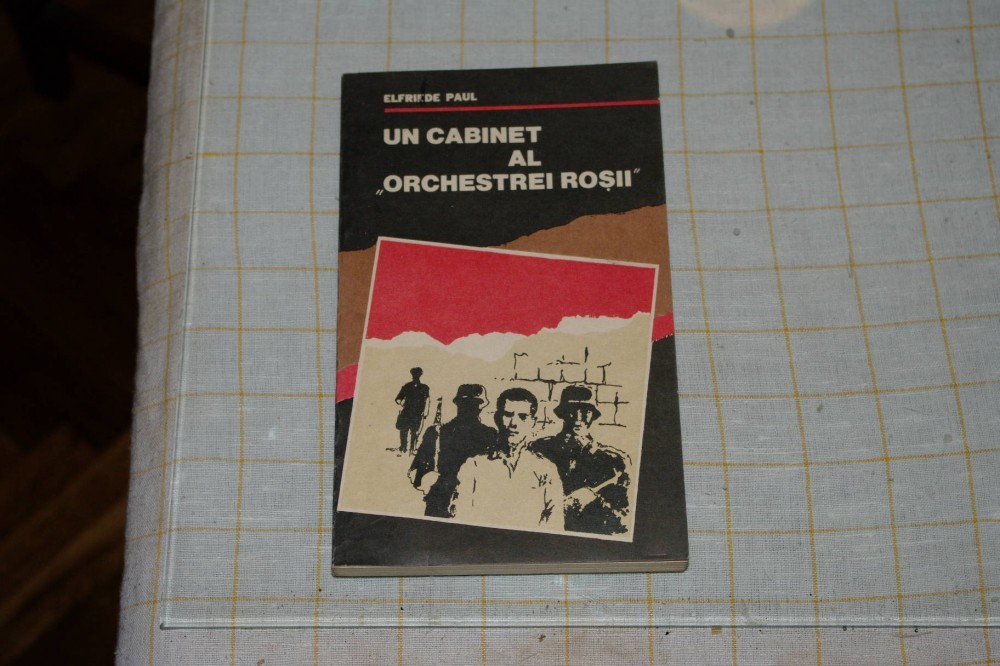 ELFRIEDE PAUL
UN CABINET
AL
„ORCHESTREI ROȘII"